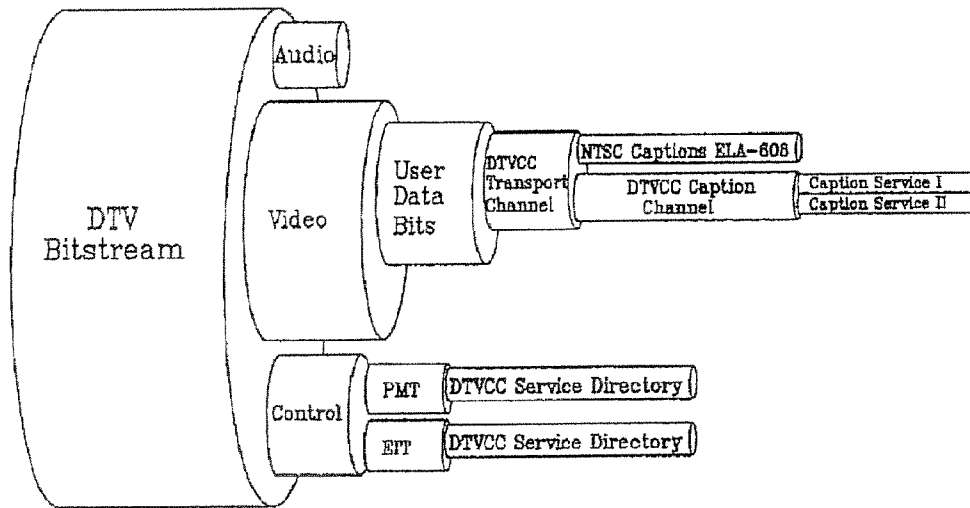 Audio
DTV
Bitstream
Video
User
Data
Bits
DTVCC
Transport
Channel
NTSC Captions ELA-608
DTVCC Caption
Channel
Caption Service I
Caption Service II
Control
PMT
DTVCC Service Directory
EIT
DTVCC Service Directory